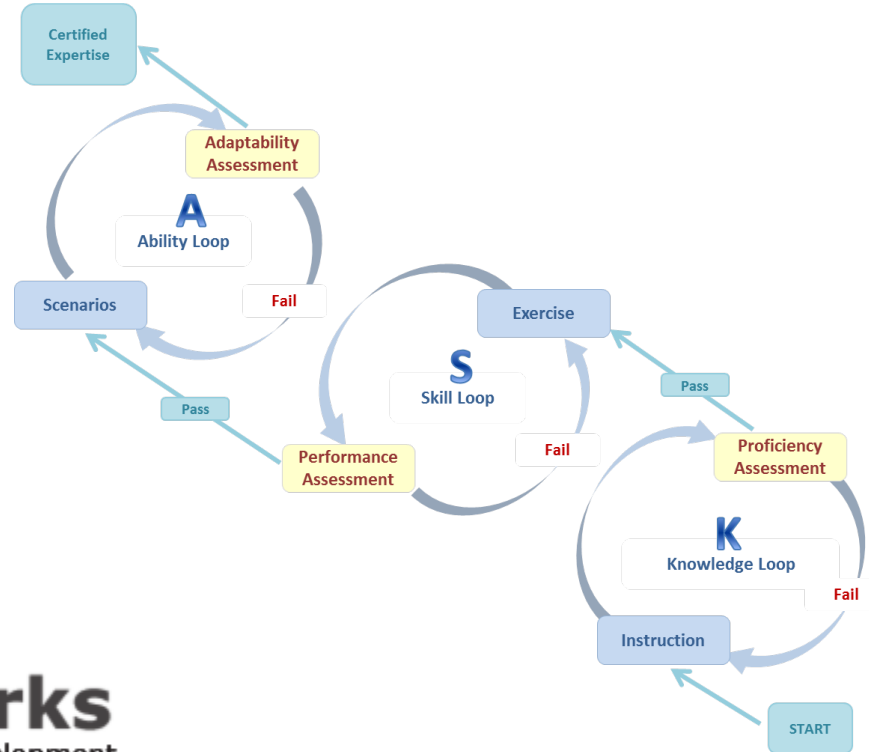 Certified
Expertise
Adaptability
Assessment
A
Ability Loop
Scenarios
Fail
Pass
Exercise
S
Skill Loop
Performance
Assessment
Fail
Pass
Proficiency
Assessment
K
Knowledge Loop
Fail
Instruction
START
rks